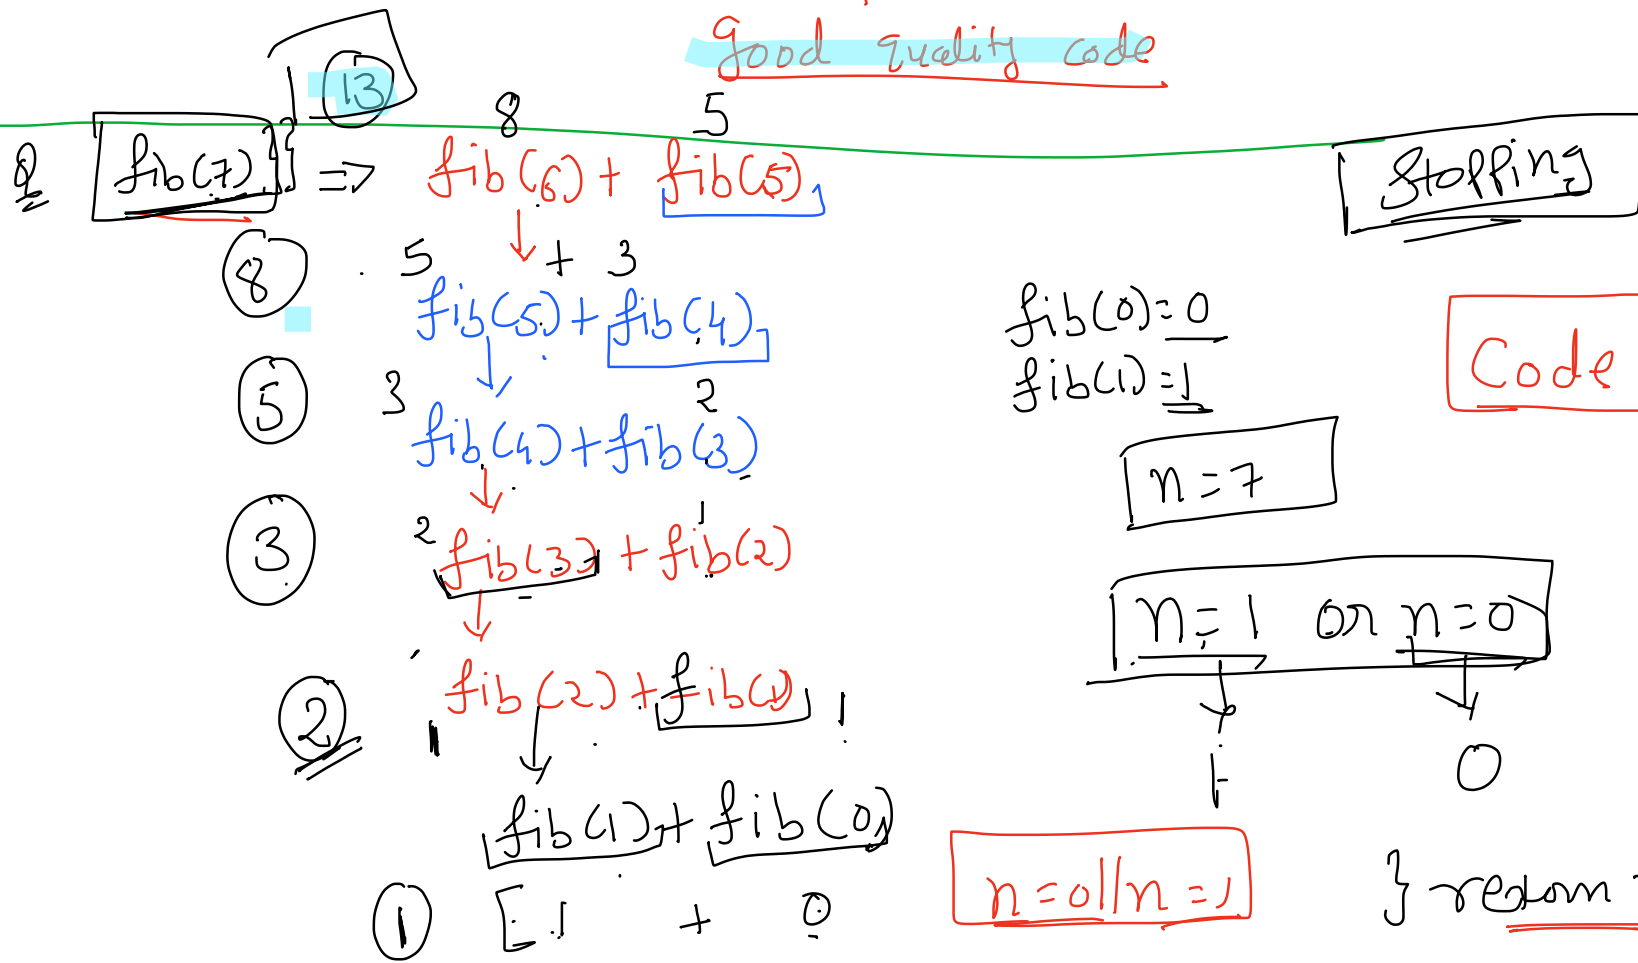 Good quality code
13
8 5
Q fib(7) } => fib(6) + fib(5)
Stopping
8 5 + 3
fib(5) + fib(4)
fib(0) = 0
fib(1) = 1
Code
5 3 2
fib(4) + fib(3)
n = 7
3 2 1
fib(3) + fib(2)
n = 1 or n = 0
2 fib(2) + fib(1)
1 1
1 0
fib(1) + fib(0)
n = 0 || n = 1
}
1 [ 1 + 0